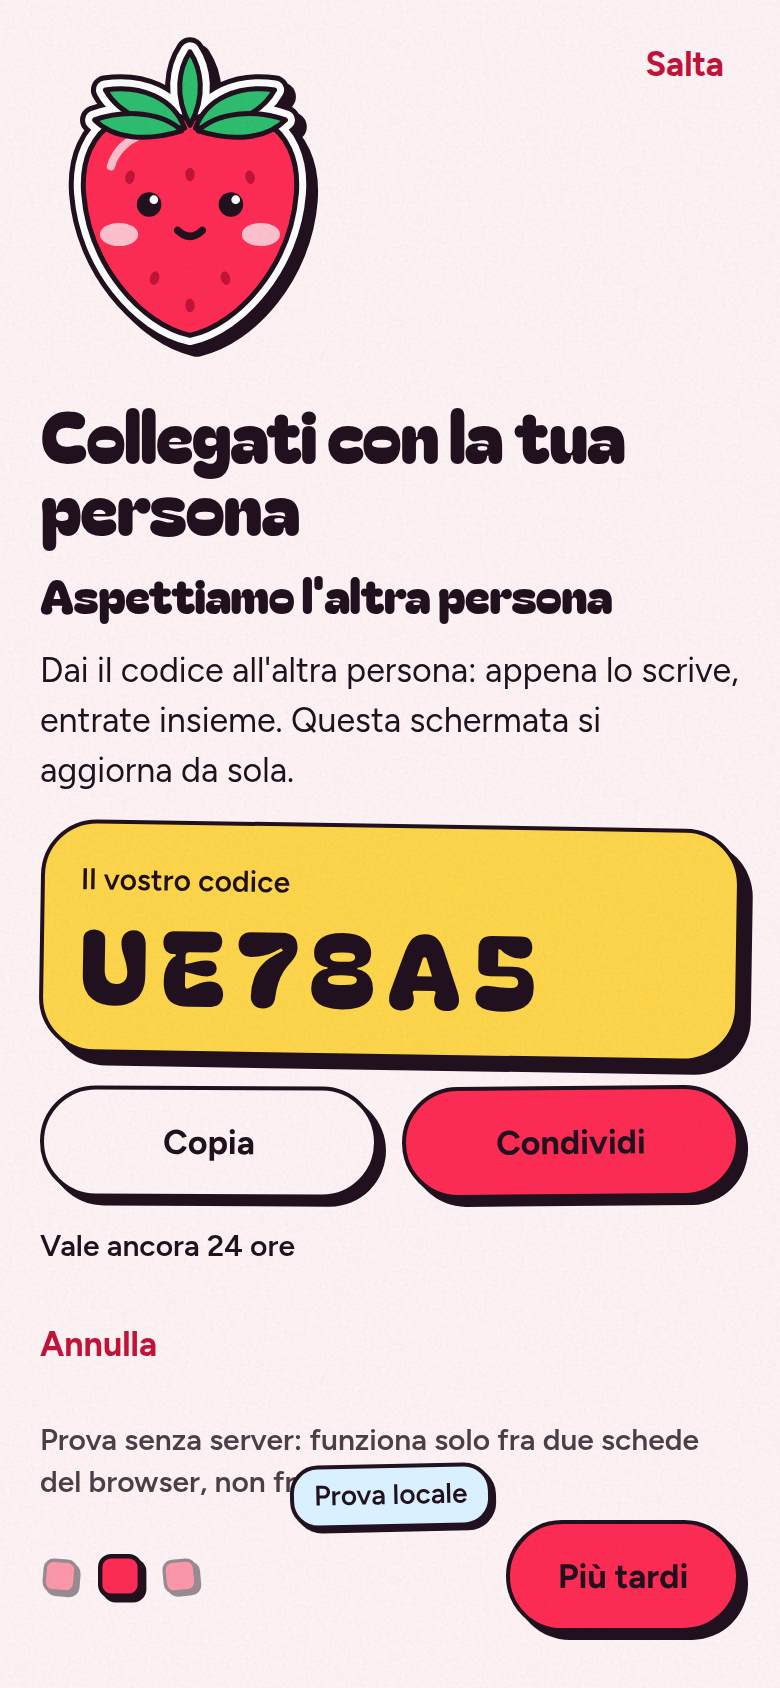 Salta
Collegati con la tua
persona
Aspettiamo l'altra persona
Dai il codice all'altra persona: appena lo scrive,
entrate insieme. Questa schermata si
aggiorna da sola.
Il vostro codice
UE78A5
Copia
Condividi
Vale ancora 24 ore
Annulla
Prova senza server: funziona solo fra due schede
del browser, non
Prova locale
Più tardi